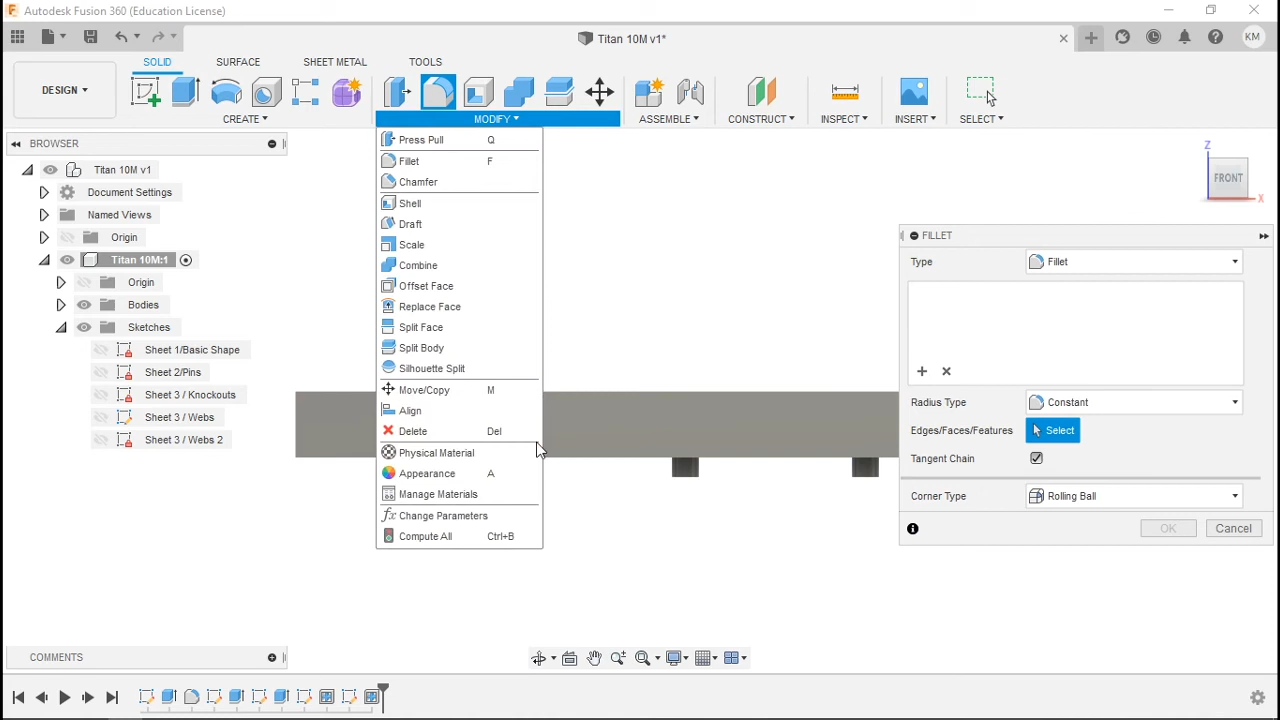 Autodesk Fusion 360 (Education License)
Titan 10M v1*
KM
SOLID SURFACE SHEET METAL TOOLS
DESIGN
CREATE MODIFY ASSEMBLE CONSTRUCT INSPECT INSERT SELECT
BROWSER
Titan 10M v1
Document Settings
Named Views
Origin
Titan 10M:1
Origin
Bodies
Sketches
Sheet 1/Basic Shape
Sheet 2/Pins
Sheet 3 / Knockouts
Sheet 3 / Webs
Sheet 3 / Webs 2
Press Pull Q
Fillet F
Chamfer
Shell
Draft
Scale
Combine
Offset Face
Replace Face
Split Face
Split Body
Silhouette Split
Move/Copy M
Align
Delete Del
Physical Material
Appearance A
Manage Materials
fx Change Parameters
Compute All Ctrl+B
Z
FRONT
X
FILLET
Type Fillet
Radius Type Constant
Edges/Faces/Features Select
Tangent Chain
Corner Type Rolling Ball
OK Cancel
COMMENTS